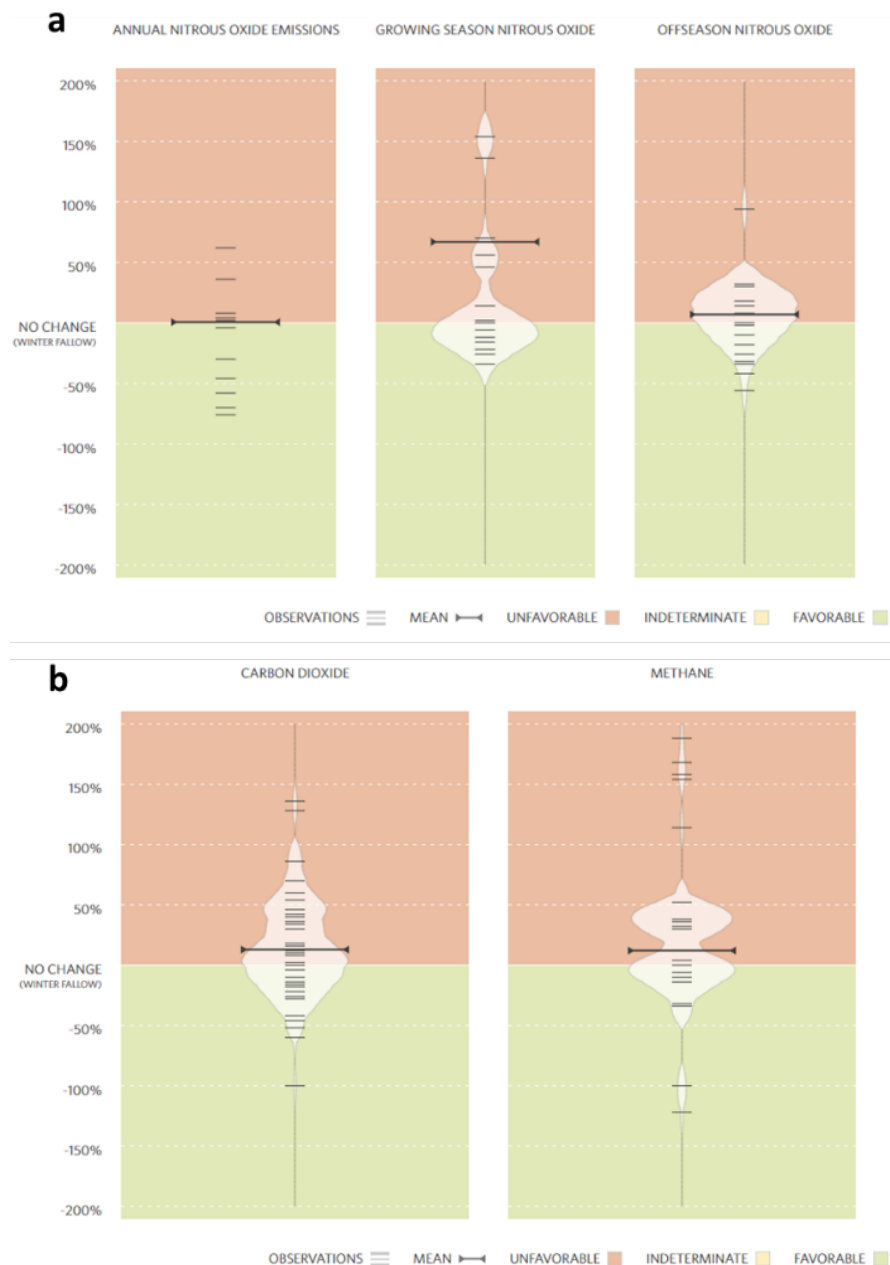 a
ANNUAL NITROUS OXIDE EMISSIONS GROWING SEASON NITROUS OXIDE OFFSEASON NITROUS OXIDE
200%
150%
100%
50%
NO CHANGE
(WINTER FALLOW)
-50%
-100%
-150%
-200%
OBSERVATIONS MEAN UNFAVORABLE INDETERMINATE FAVORABLE
b
CARBON DIOXIDE METHANE
200%
150%
100%
50%
NO CHANGE
(WINTER FALLOW)
-50%
-100%
-150%
-200%
OBSERVATIONS MEAN UNFAVORABLE INDETERMINATE FAVORABLE